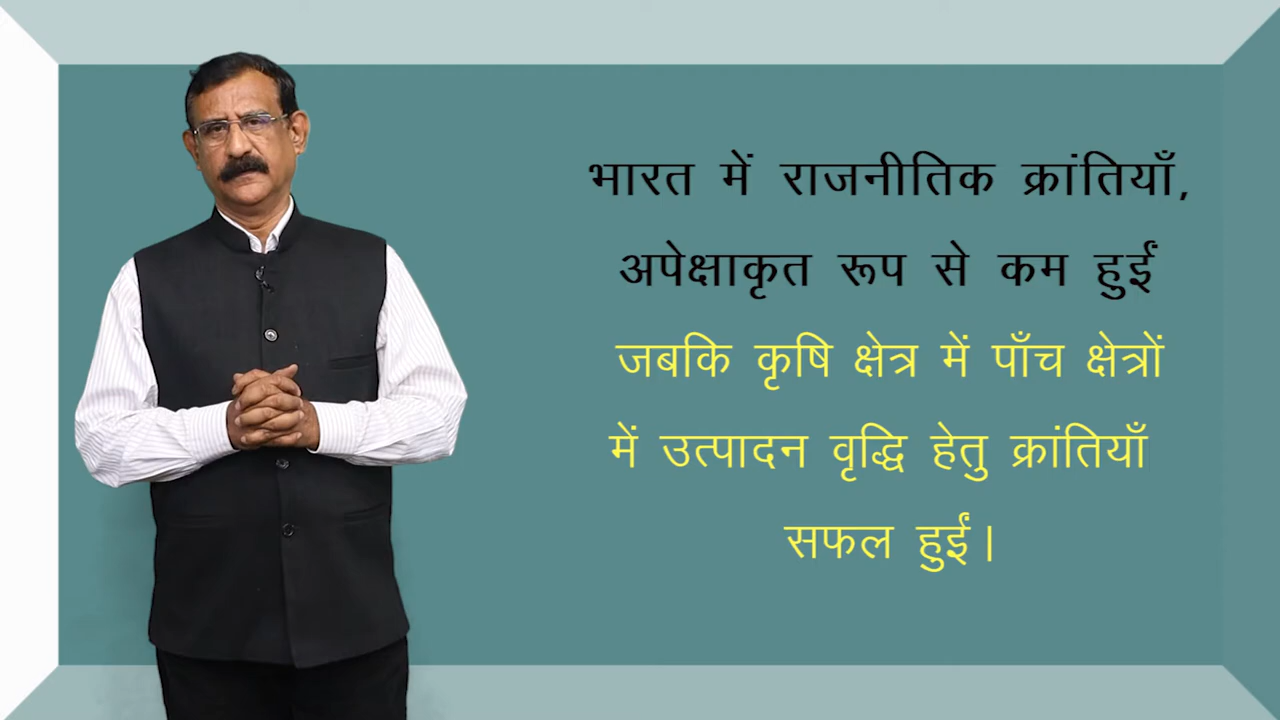 भारत में राजनीतिक क्रांतियाँ,
अपेक्षाकृत रूप से कम हुईं
जबकि कृषि क्षेत्र में पाँच क्षेत्रों
में उत्पादन वृद्धि हेतु क्रांतियाँ
सफल हुईं।